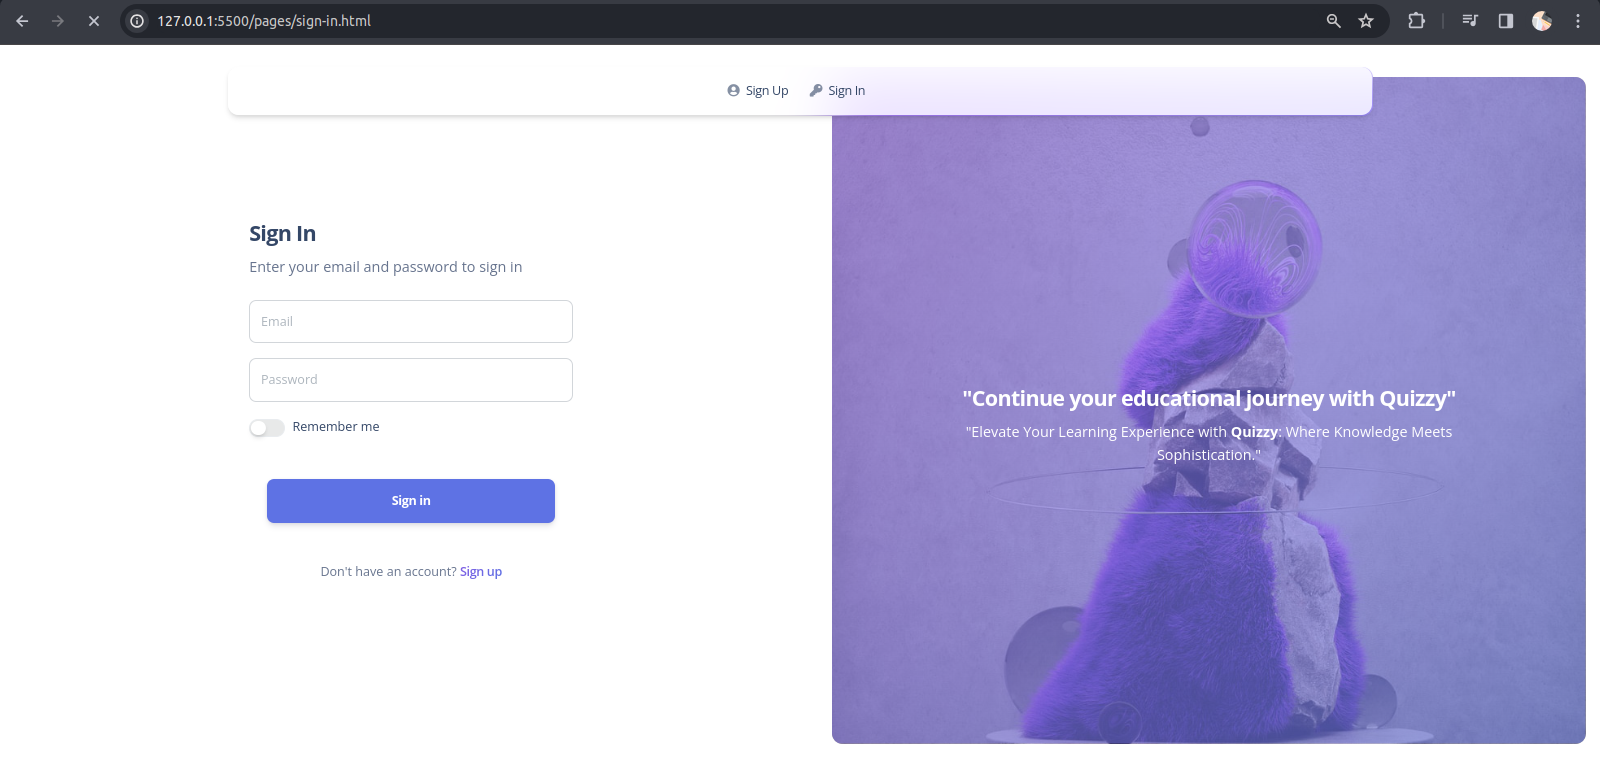 127.0.0.1:5500/pages/sign-in.html
Sign Up
Sign In
Sign In
Enter your email and password to sign in
Email
Password
Remember me
Sign in
Don't have an account? Sign up
"Continue your educational journey with Quizzy"
"Elevate Your Learning Experience with Quizzy: Where Knowledge Meets
Sophistication."